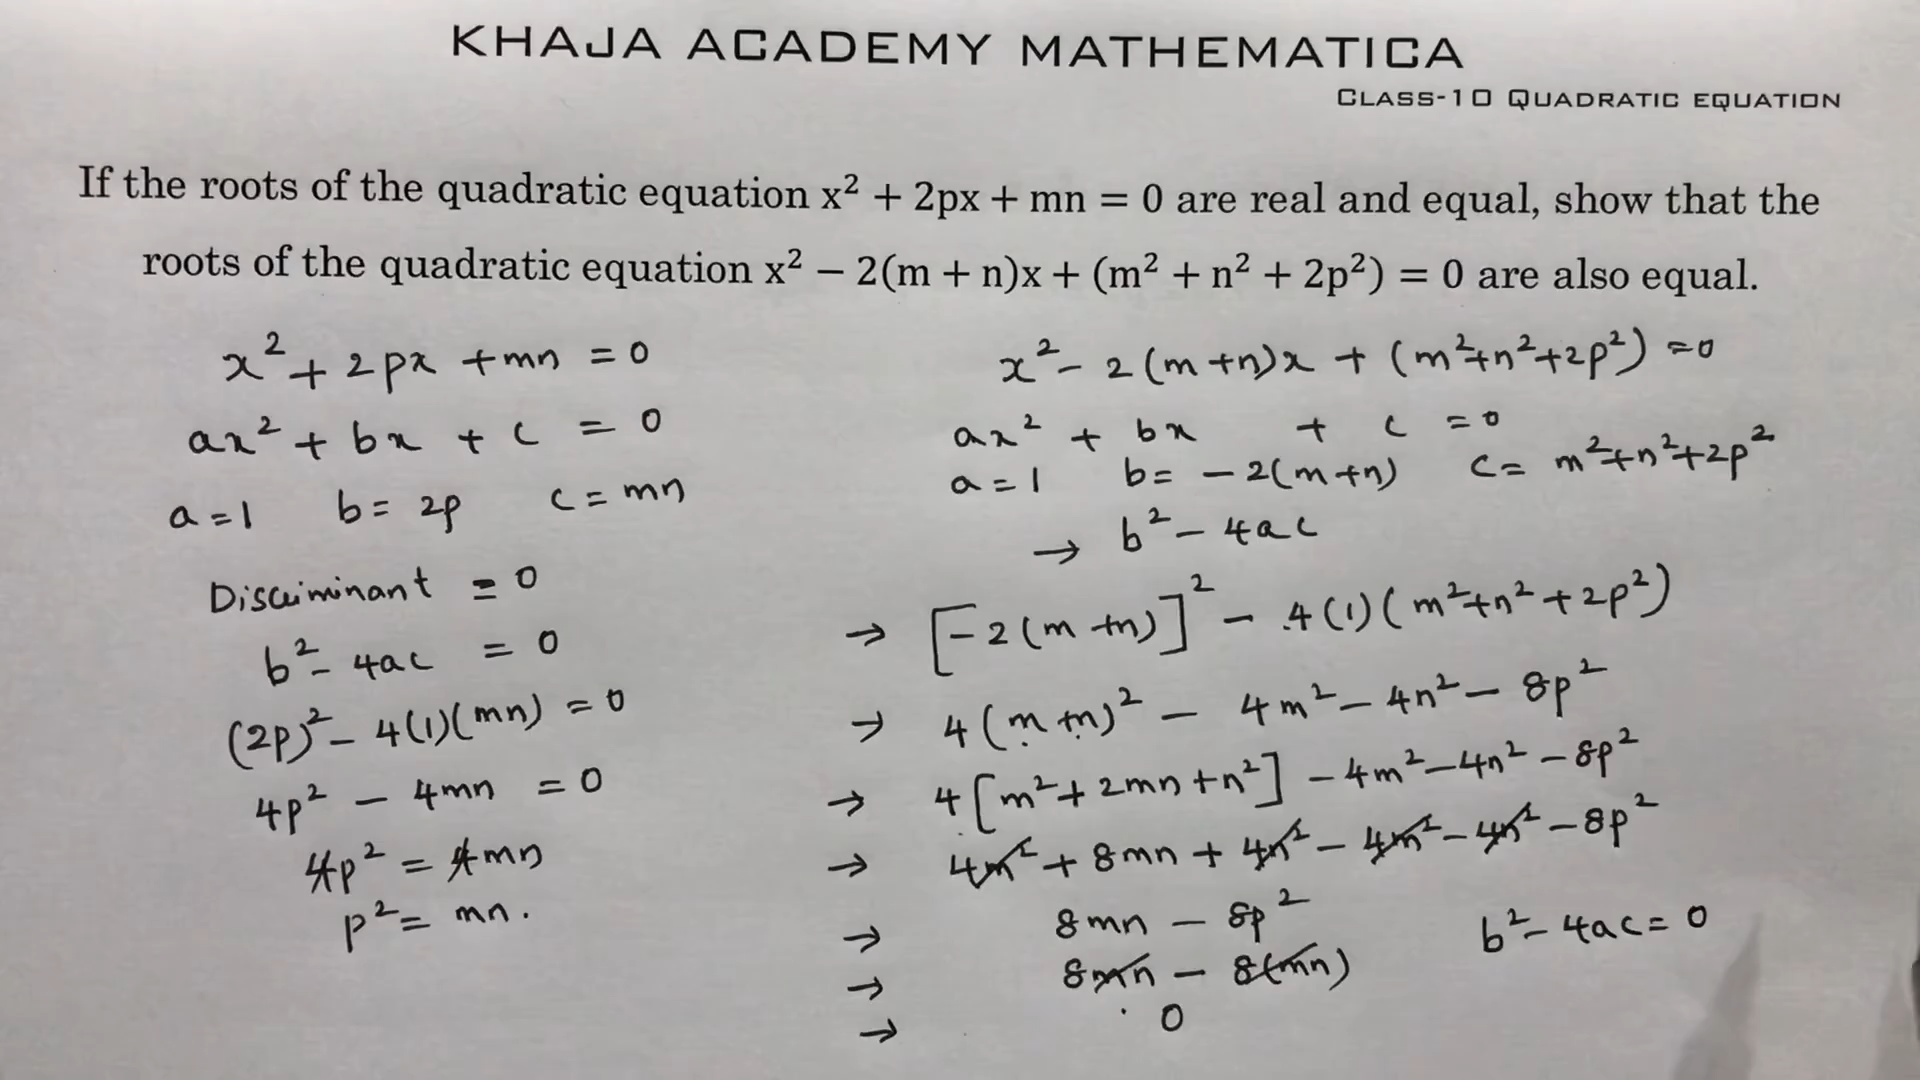 KHAJA ACADEMY MATHEMATICA
CLASS-10 QUADRATIC EQUATION
If the roots of the quadratic equation x² + 2px + mn = 0 are real and equal, show that the
roots of the quadratic equation x² − 2(m + n)x + (m² + n² + 2p²) = 0 are also equal.
x² + 2px + mn = 0
ax² + bx + c = 0
a = 1 b = 2p c = mn
Discriminant = 0
b² − 4ac = 0
(2p)² − 4(1)(mn) = 0
4p² − 4mn = 0
4p² = 4mn
p² = mn.
x² − 2(m+n)x + (m²+n²+2p²) = 0
ax² + bx + c = 0
a = 1 b = −2(m+n) c = m²+n²+2p²
→ b² − 4ac
→ [−2(m+n)]² − 4(1)(m²+n²+2p²)
→ 4(m+n)² − 4m² − 4n² − 8p²
→ 4[m² + 2mn + n²] − 4m² − 4n² − 8p²
→ 4m² + 8mn + 4n² − 4m² − 4n² − 8p²
→ 8mn − 8p²
→ 8mn − 8(mn)
→ 0
b² − 4ac = 0